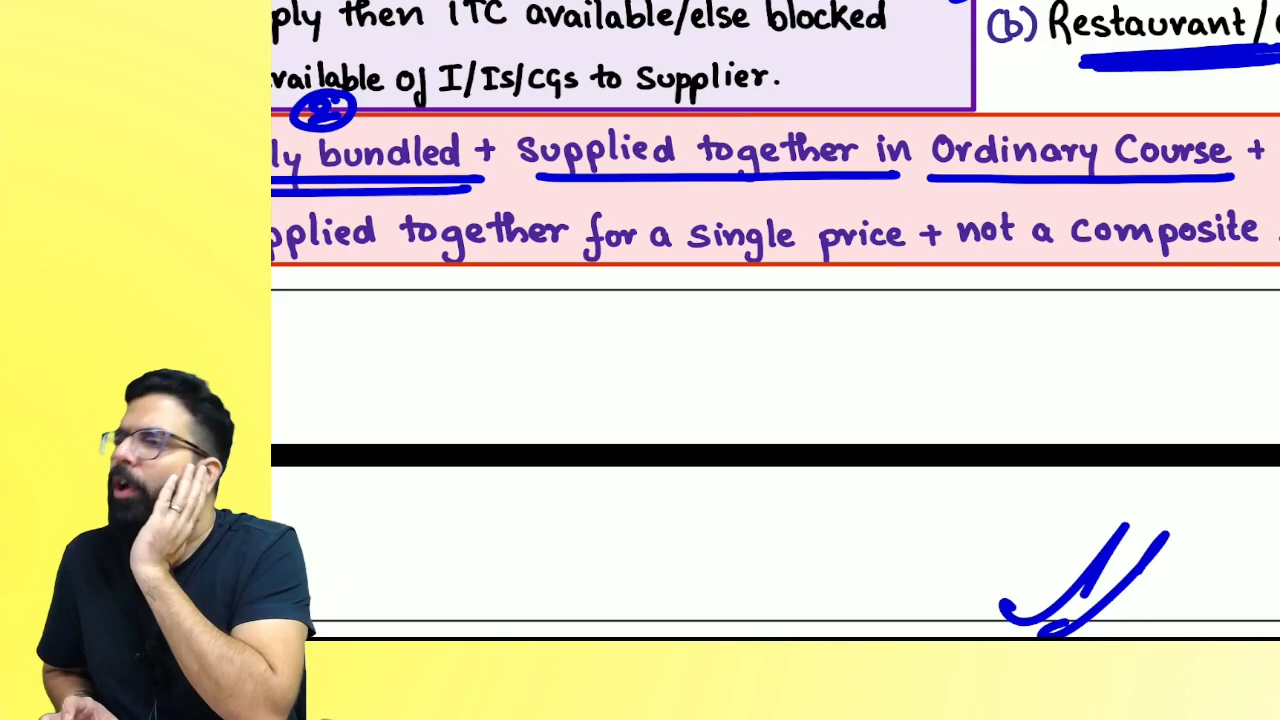 ply then ITC available/else blocked
(b) Restaurant/
vailable of I/Is/CGs to Supplier.
2
ly bundled + Supplied together in Ordinary Course +
pplied together for a single price + not a Composite